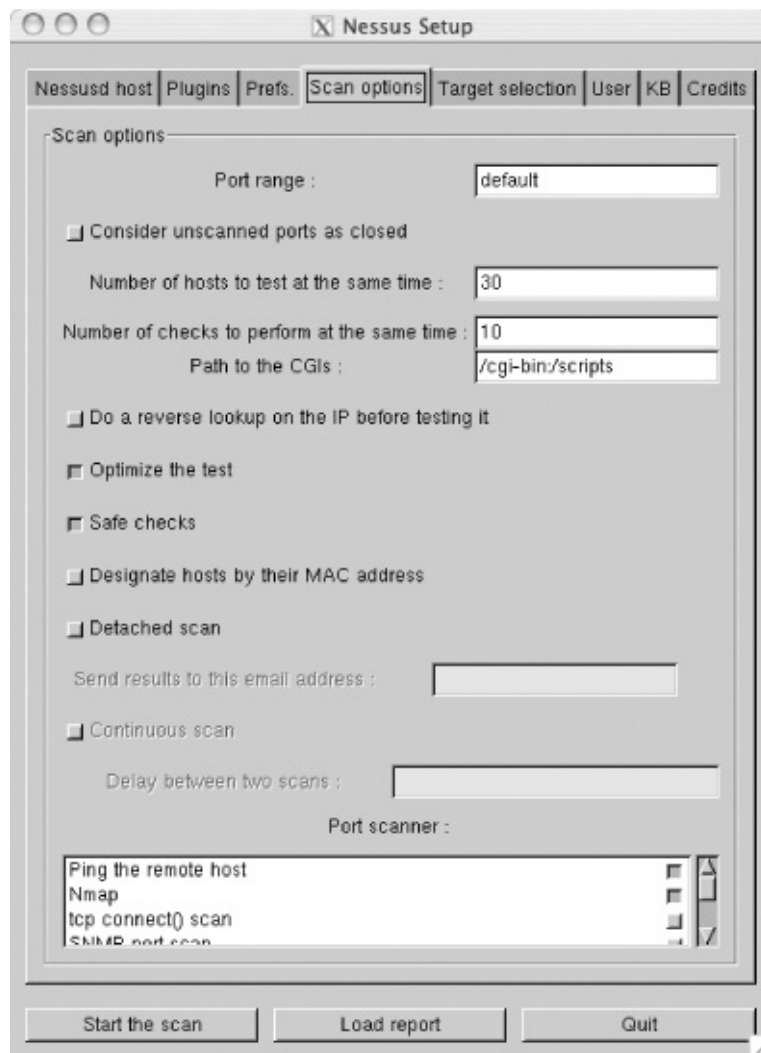 Nessus Setup
Nessusd host Plugins Prefs. Scan options Target selection User KB Credits
Scan options
Port range : default
Consider unscanned ports as closed
Number of hosts to test at the same time : 30
Number of checks to perform at the same time : 10
Path to the CGIs : /cgi-bin:/scripts
Do a reverse lookup on the IP before testing it
Optimize the test
Safe checks
Designate hosts by their MAC address
Detached scan
Send results to this email address :
Continuous scan
Delay between two scans :
Port scanner :
Ping the remote host
Nmap
tcp connect() scan
SNMP port scan
Start the scan Load report Quit